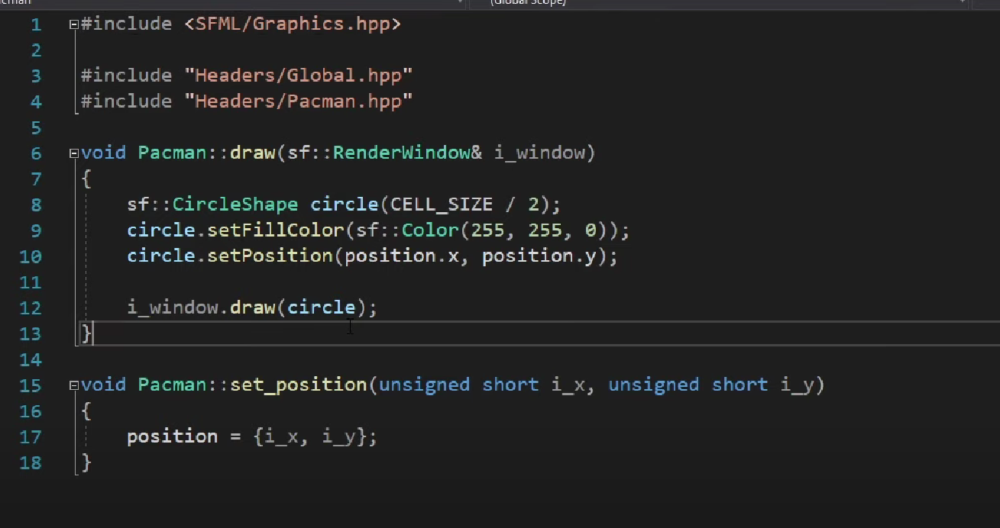 (Global Scope)
1 #include <SFML/Graphics.hpp>
2
3 #include "Headers/Global.hpp"
4 #include "Headers/Pacman.hpp"
5
6 void Pacman::draw(sf::RenderWindow& i_window)
7 {
8     sf::CircleShape circle(CELL_SIZE / 2);
9     circle.setFillColor(sf::Color(255, 255, 0));
10     circle.setPosition(position.x, position.y);
11
12     i_window.draw(circle);
13 }
14
15 void Pacman::set_position(unsigned short i_x, unsigned short i_y)
16 {
17     position = {i_x, i_y};
18 }